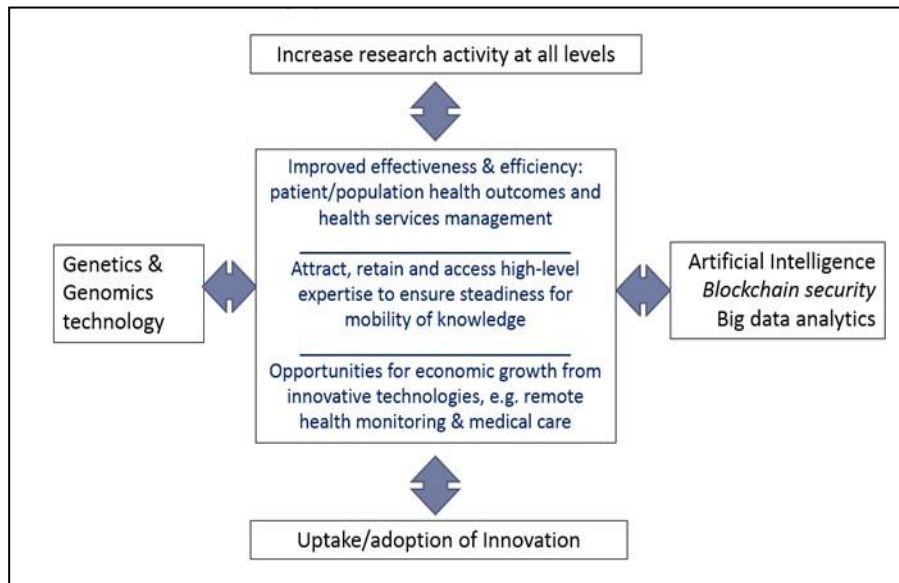 Increase research activity at all levels
Improved effectiveness & efficiency:
patient/population health outcomes and
health services management
Genetics &
Genomics
technology
Attract, retain and access high-level
expertise to ensure steadiness for
mobility of knowledge
Artificial Intelligence
Blockchain security
Big data analytics
Opportunities for economic growth from
innovative technologies, e.g. remote
health monitoring & medical care
Uptake/adoption of Innovation